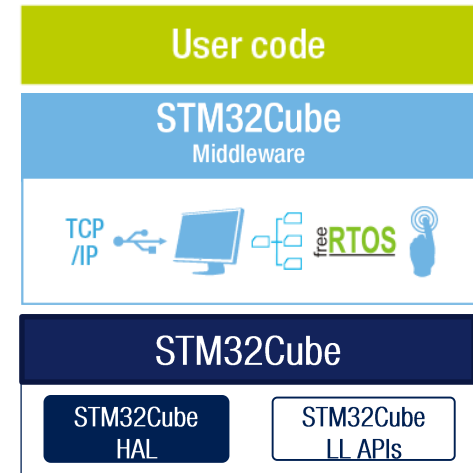 User code
STM32Cube
Middleware
TCP
/IP
free RTOS
STM32Cube
STM32Cube
HAL
STM32Cube
LL APIs